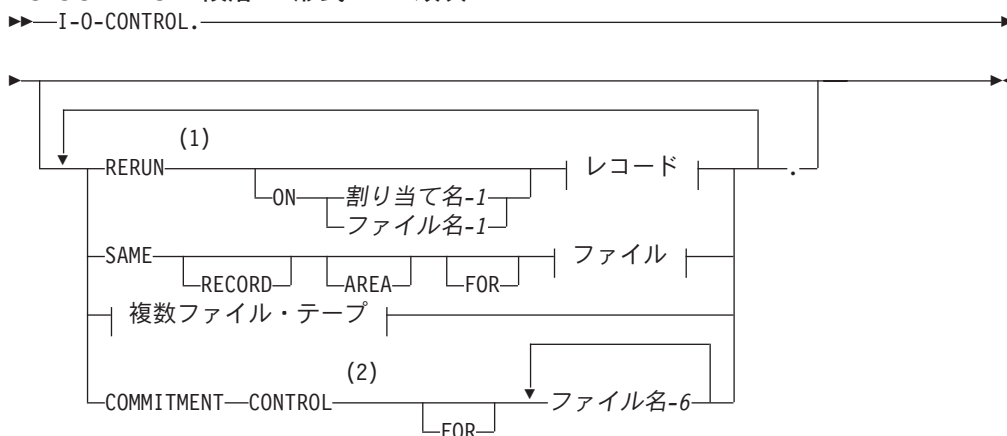 I-O-CONTROL.
(1)
RERUN レコード .
ON 割り当て名-1
ファイル名-1
SAME ファイル
RECORD AREA FOR
複数ファイル・テープ
(2)
COMMITMENT CONTROL ファイル名-6
FOR